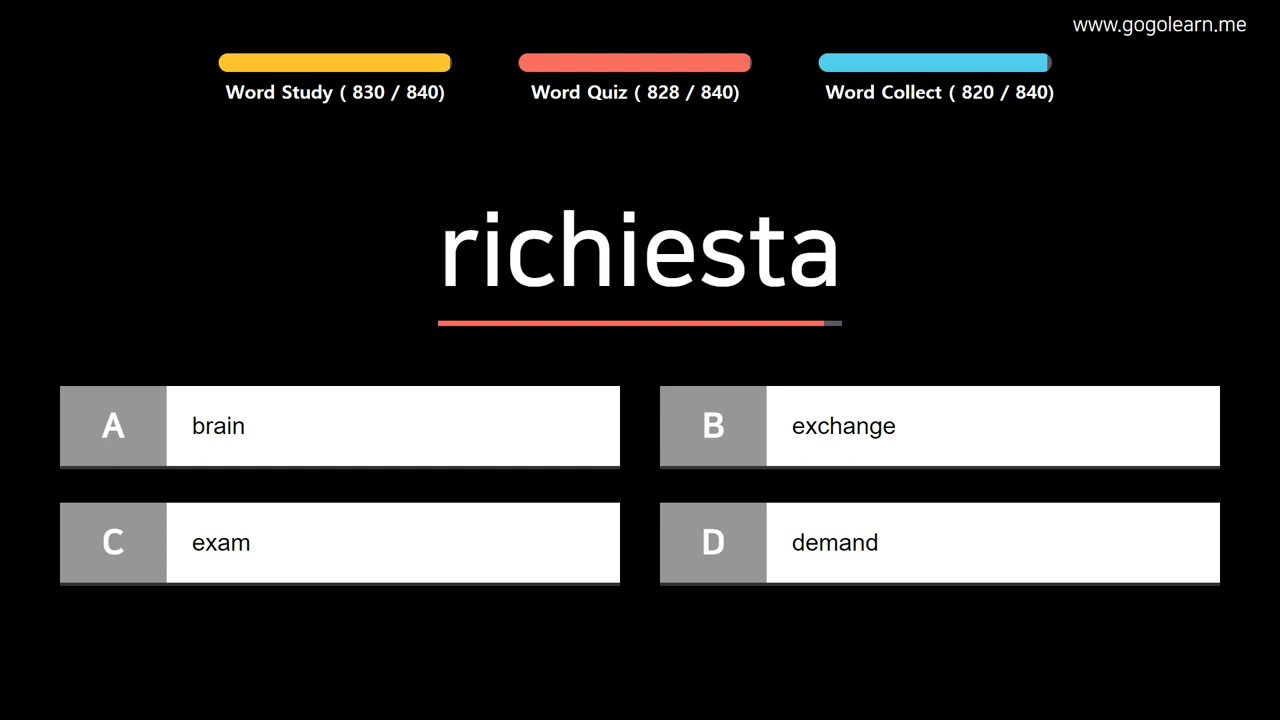 www.gogolearn.me
Word Study ( 830 / 840)
Word Quiz ( 828 / 840)
Word Collect ( 820 / 840)
richiesta
A brain
B exchange
C exam
D demand